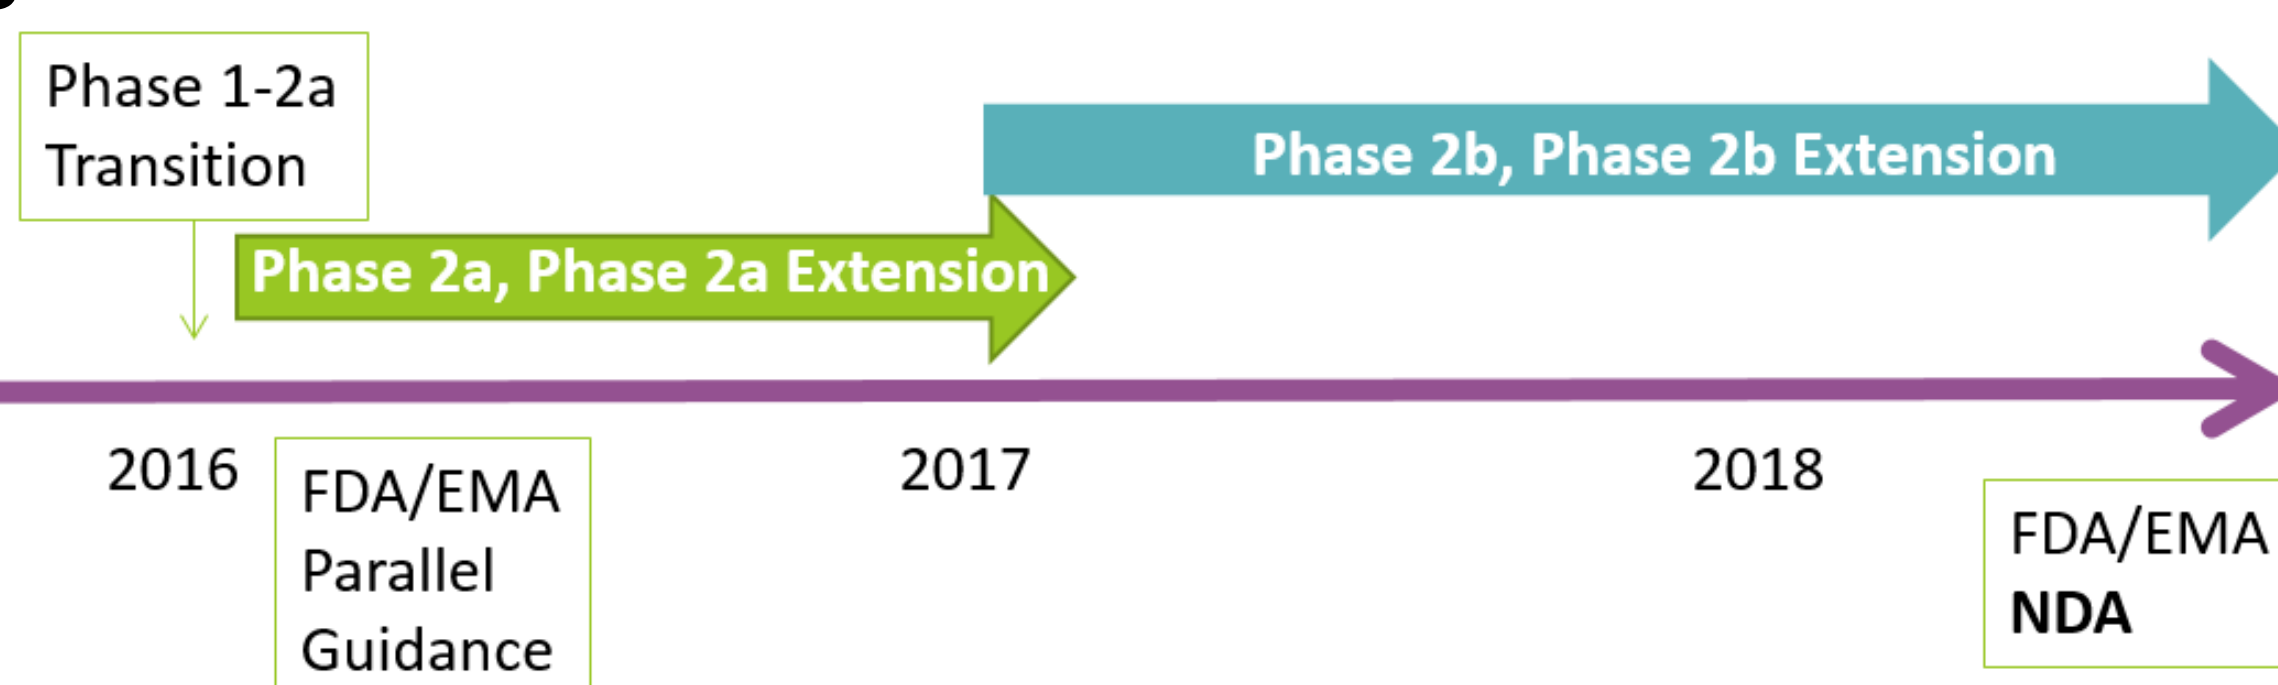 Phase 1-2a
Transition
Phase 2b, Phase 2b Extension
Phase 2a, Phase 2a Extension
2016
2017
2018
FDA/EMA
Parallel
Guidance
FDA/EMA
NDA